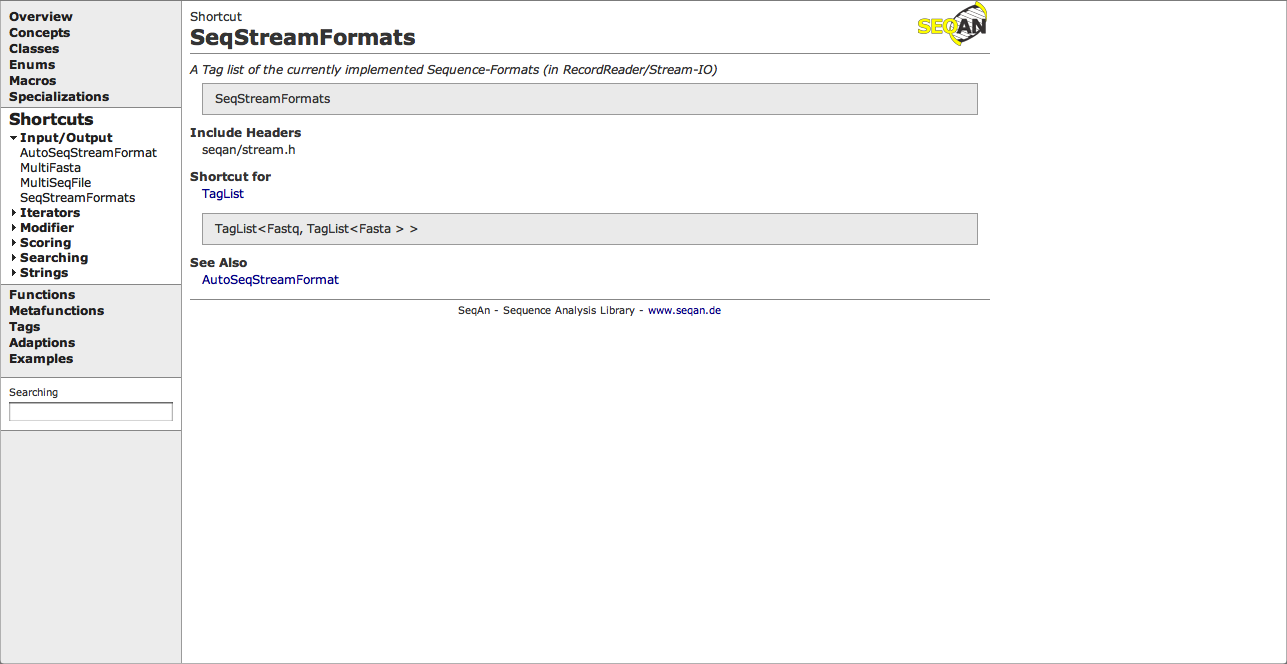 Overview
Concepts
Classes
Enums
Macros
Specializations
Shortcuts
Input/Output
AutoSeqStreamFormat
MultiFasta
MultiSeqFile
SeqStreamFormats
Iterators
Modifier
Scoring
Searching
Strings
Functions
Metafunctions
Tags
Adaptions
Examples
Searching
Shortcut
SEQAN
SeqStreamFormats
A Tag list of the currently implemented Sequence-Formats (in RecordReader/Stream-IO)
SeqStreamFormats
Include Headers
seqan/stream.h
Shortcut for
TagList
TagList<Fastq, TagList<Fasta > >
See Also
AutoSeqStreamFormat
SeqAn - Sequence Analysis Library - www.seqan.de